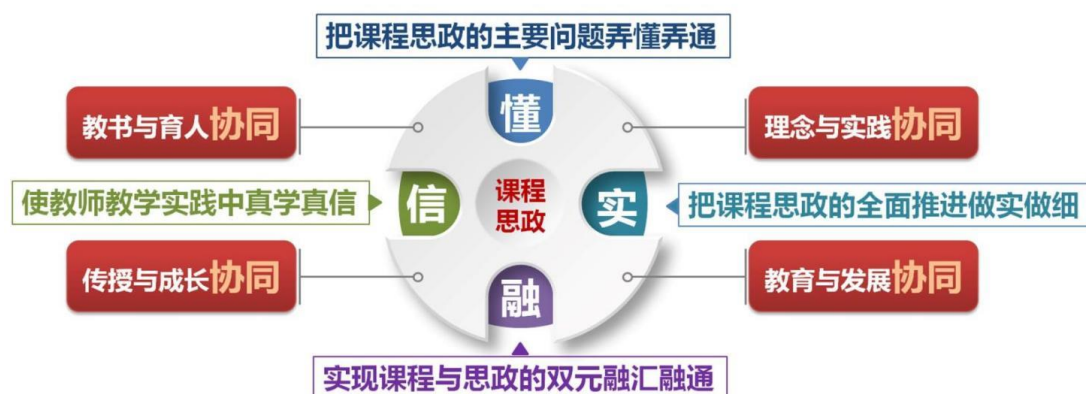 把课程思政的主要问题弄懂弄通
懂
教书与育人协同
理念与实践协同
使教师教学实践中真学真信
信
课程
思政
实
把课程思政的全面推进做实做细
传授与成长协同
教育与发展协同
融
实现课程与思政的双元融汇融通